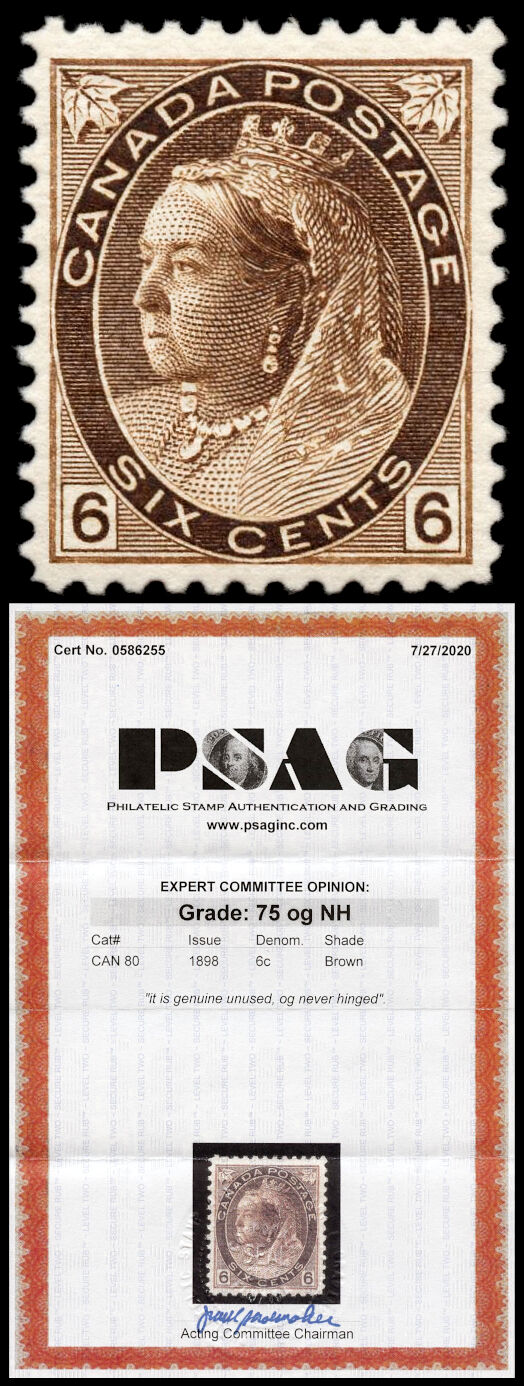 CANADA POSTAGE
SIX CENTS
6 6
Cert No. 0586255 7/27/2020
PSAG
PHILATELIC STAMP AUTHENTICATION AND GRADING
www.psaginc.com
EXPERT COMMITTEE OPINION:
Grade: 75 og NH
Cat# Issue Denom. Shade
CAN 80 1898 6c Brown
"it is genuine unused, og never hinged".
CANADA POSTAGE
SEAL
SIX CENTS
6 6
Acting Committee Chairman